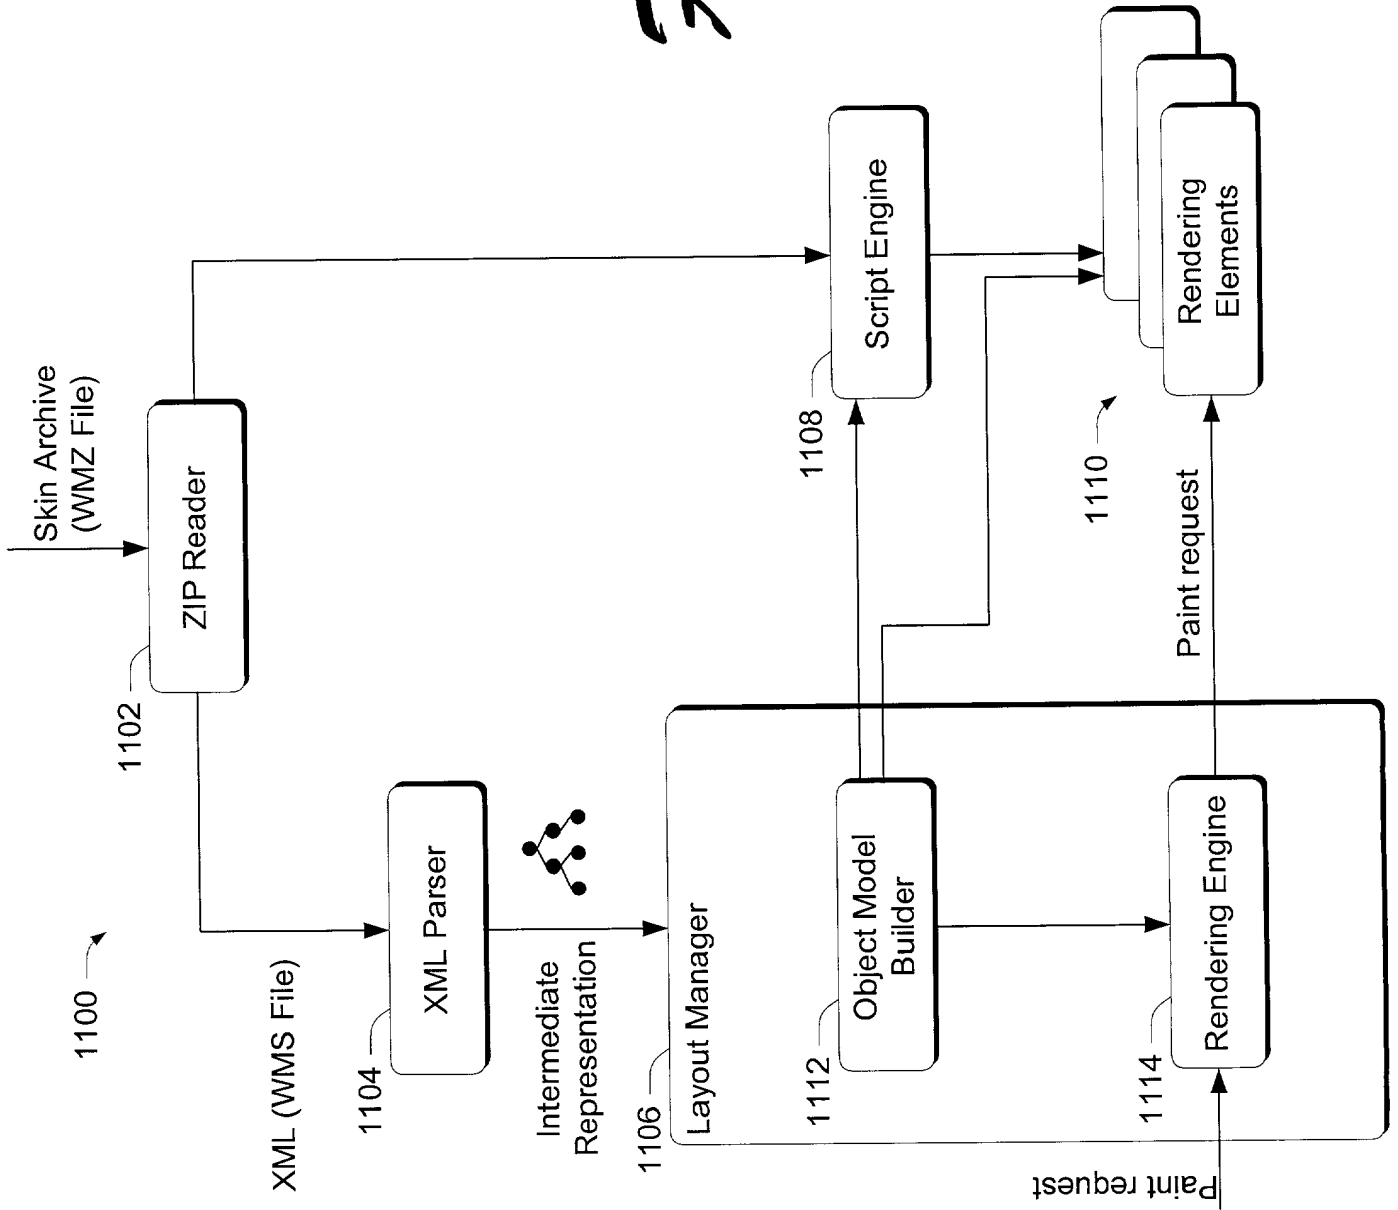 1100
Skin Archive
(WMZ File)
1102
ZIP Reader
XML (WMS File)
1104
XML Parser
Intermediate
Representation
1106
Layout Manager
1112
Object Model
Builder
1108
Script Engine
1114
Rendering Engine
Paint request
Paint request
1110
Rendering
Elements